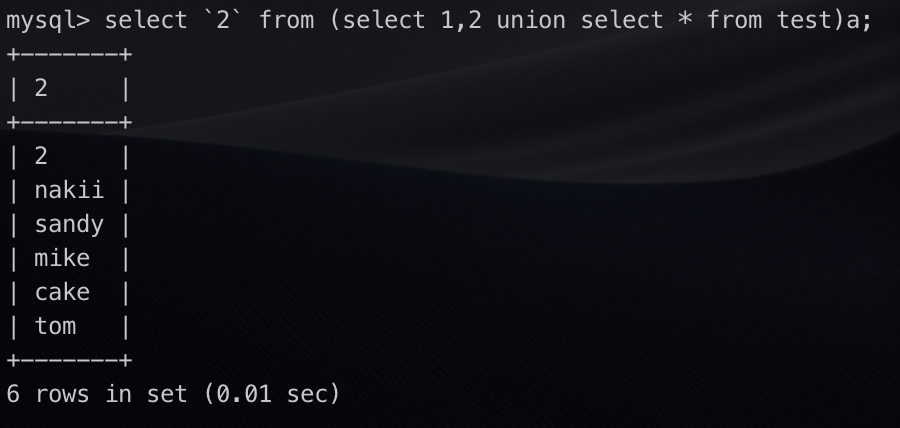 mysql> select `2` from (select 1,2 union select * from test)a;
+-------+
| 2     |
+-------+
| 2     |
| nakii |
| sandy |
| mike  |
| cake  |
| tom   |
+-------+
6 rows in set (0.01 sec)